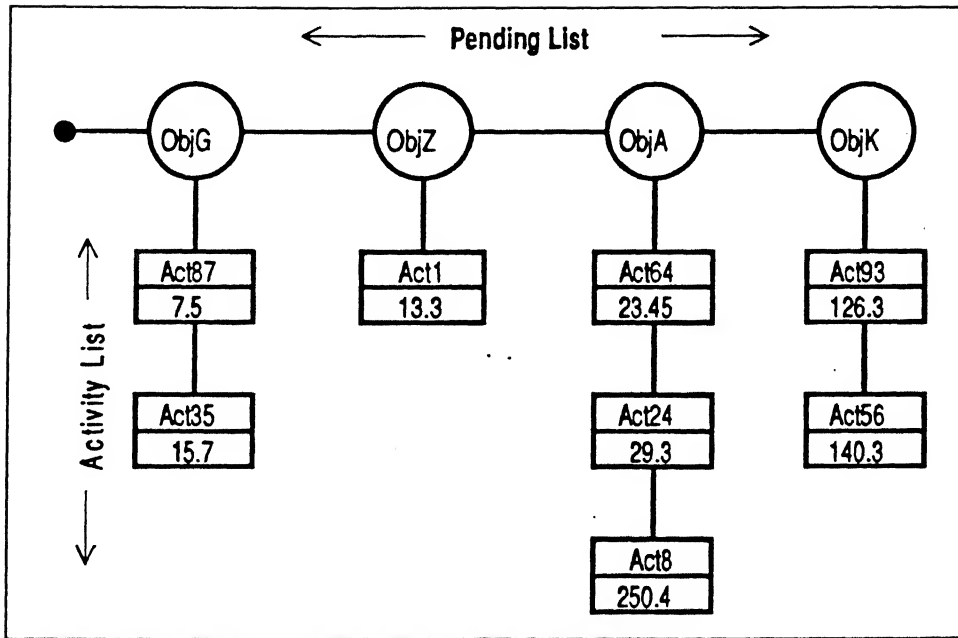 Pending List
ObjG
ObjZ
ObjA
ObjK
Activity List
Act87
7.5
Act1
13.3
Act64
23.45
Act93
126.3
Act35
15.7
Act24
29.3
Act56
140.3
Act8
250.4